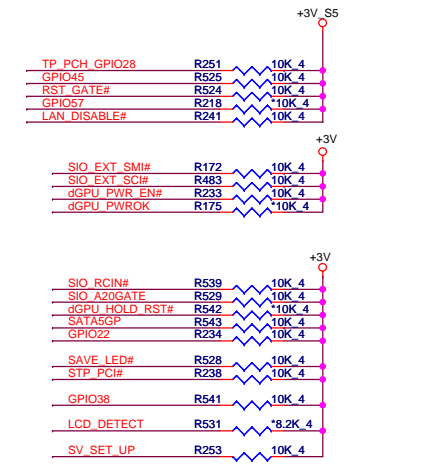 +3V_S5
TP_PCH_GPIO28 R251 10K_4
GPIO45 R525 10K_4
RST_GATE# R524 10K_4
GPIO57 R218 *10K_4
LAN_DISABLE# R241 10K_4
+3V
SIO_EXT_SMI# R172 10K_4
SIO_EXT_SCI# R483 10K_4
dGPU_PWR_EN# R233 10K_4
dGPU_PWROK R175 *10K_4
+3V
SIO_RCIN# R539 10K_4
SIO_A20GATE R529 10K_4
dGPU_HOLD_RST# R542 *10K_4
SATA5GP R543 10K_4
GPIO22 R234 10K_4
SAVE_LED# R528 10K_4
STP_PCI# R238 10K_4
GPIO38 R541 10K_4
LCD_DETECT R531 *8.2K_4
SV_SET_UP R253 10K_4